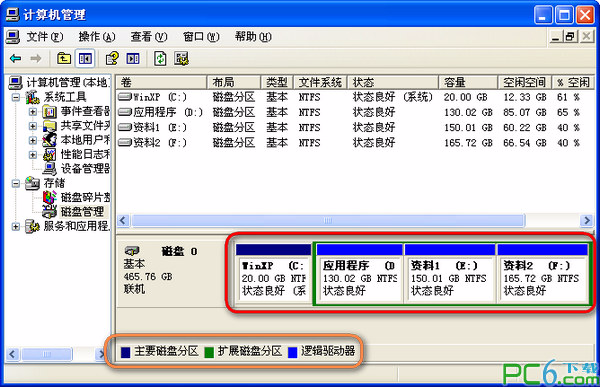 计算机管理
文件(F) 操作(A) 查看(V) 窗口(W) 帮助(H)
计算机管理(本地)
系统工具
事件查看器
共享文件夹
本地用户和
性能日志和
设备管理器
存储
磁盘碎片整
磁盘管理
服务和应用程
卷 布局 类型 文件系统 状态 容量 空闲空间 % 空闲
WinXP (C:) 磁盘分区 基本 NTFS 状态良好 (系统) 20.00 GB 12.33 GB 61 %
应用程序 (D:) 磁盘分区 基本 NTFS 状态良好 130.02 GB 85.07 GB 65 %
资料1 (E:) 磁盘分区 基本 NTFS 状态良好 150.01 GB 60.22 GB 40 %
资料2 (F:) 磁盘分区 基本 NTFS 状态良好 165.72 GB 66.54 GB 40 %
磁盘 0
基本
465.76 GB
联机
WinXP (C:
20.00 GB NTF
状态良好 (系
应用程序 (D
130.02 GB NTFS
状态良好
资料1 (E:)
150.01 GB NTFS
状态良好
资料2 (F:)
165.72 GB NTFS
状态良好
主要磁盘分区 扩展磁盘分区 逻辑驱动器
PC6下载
.com